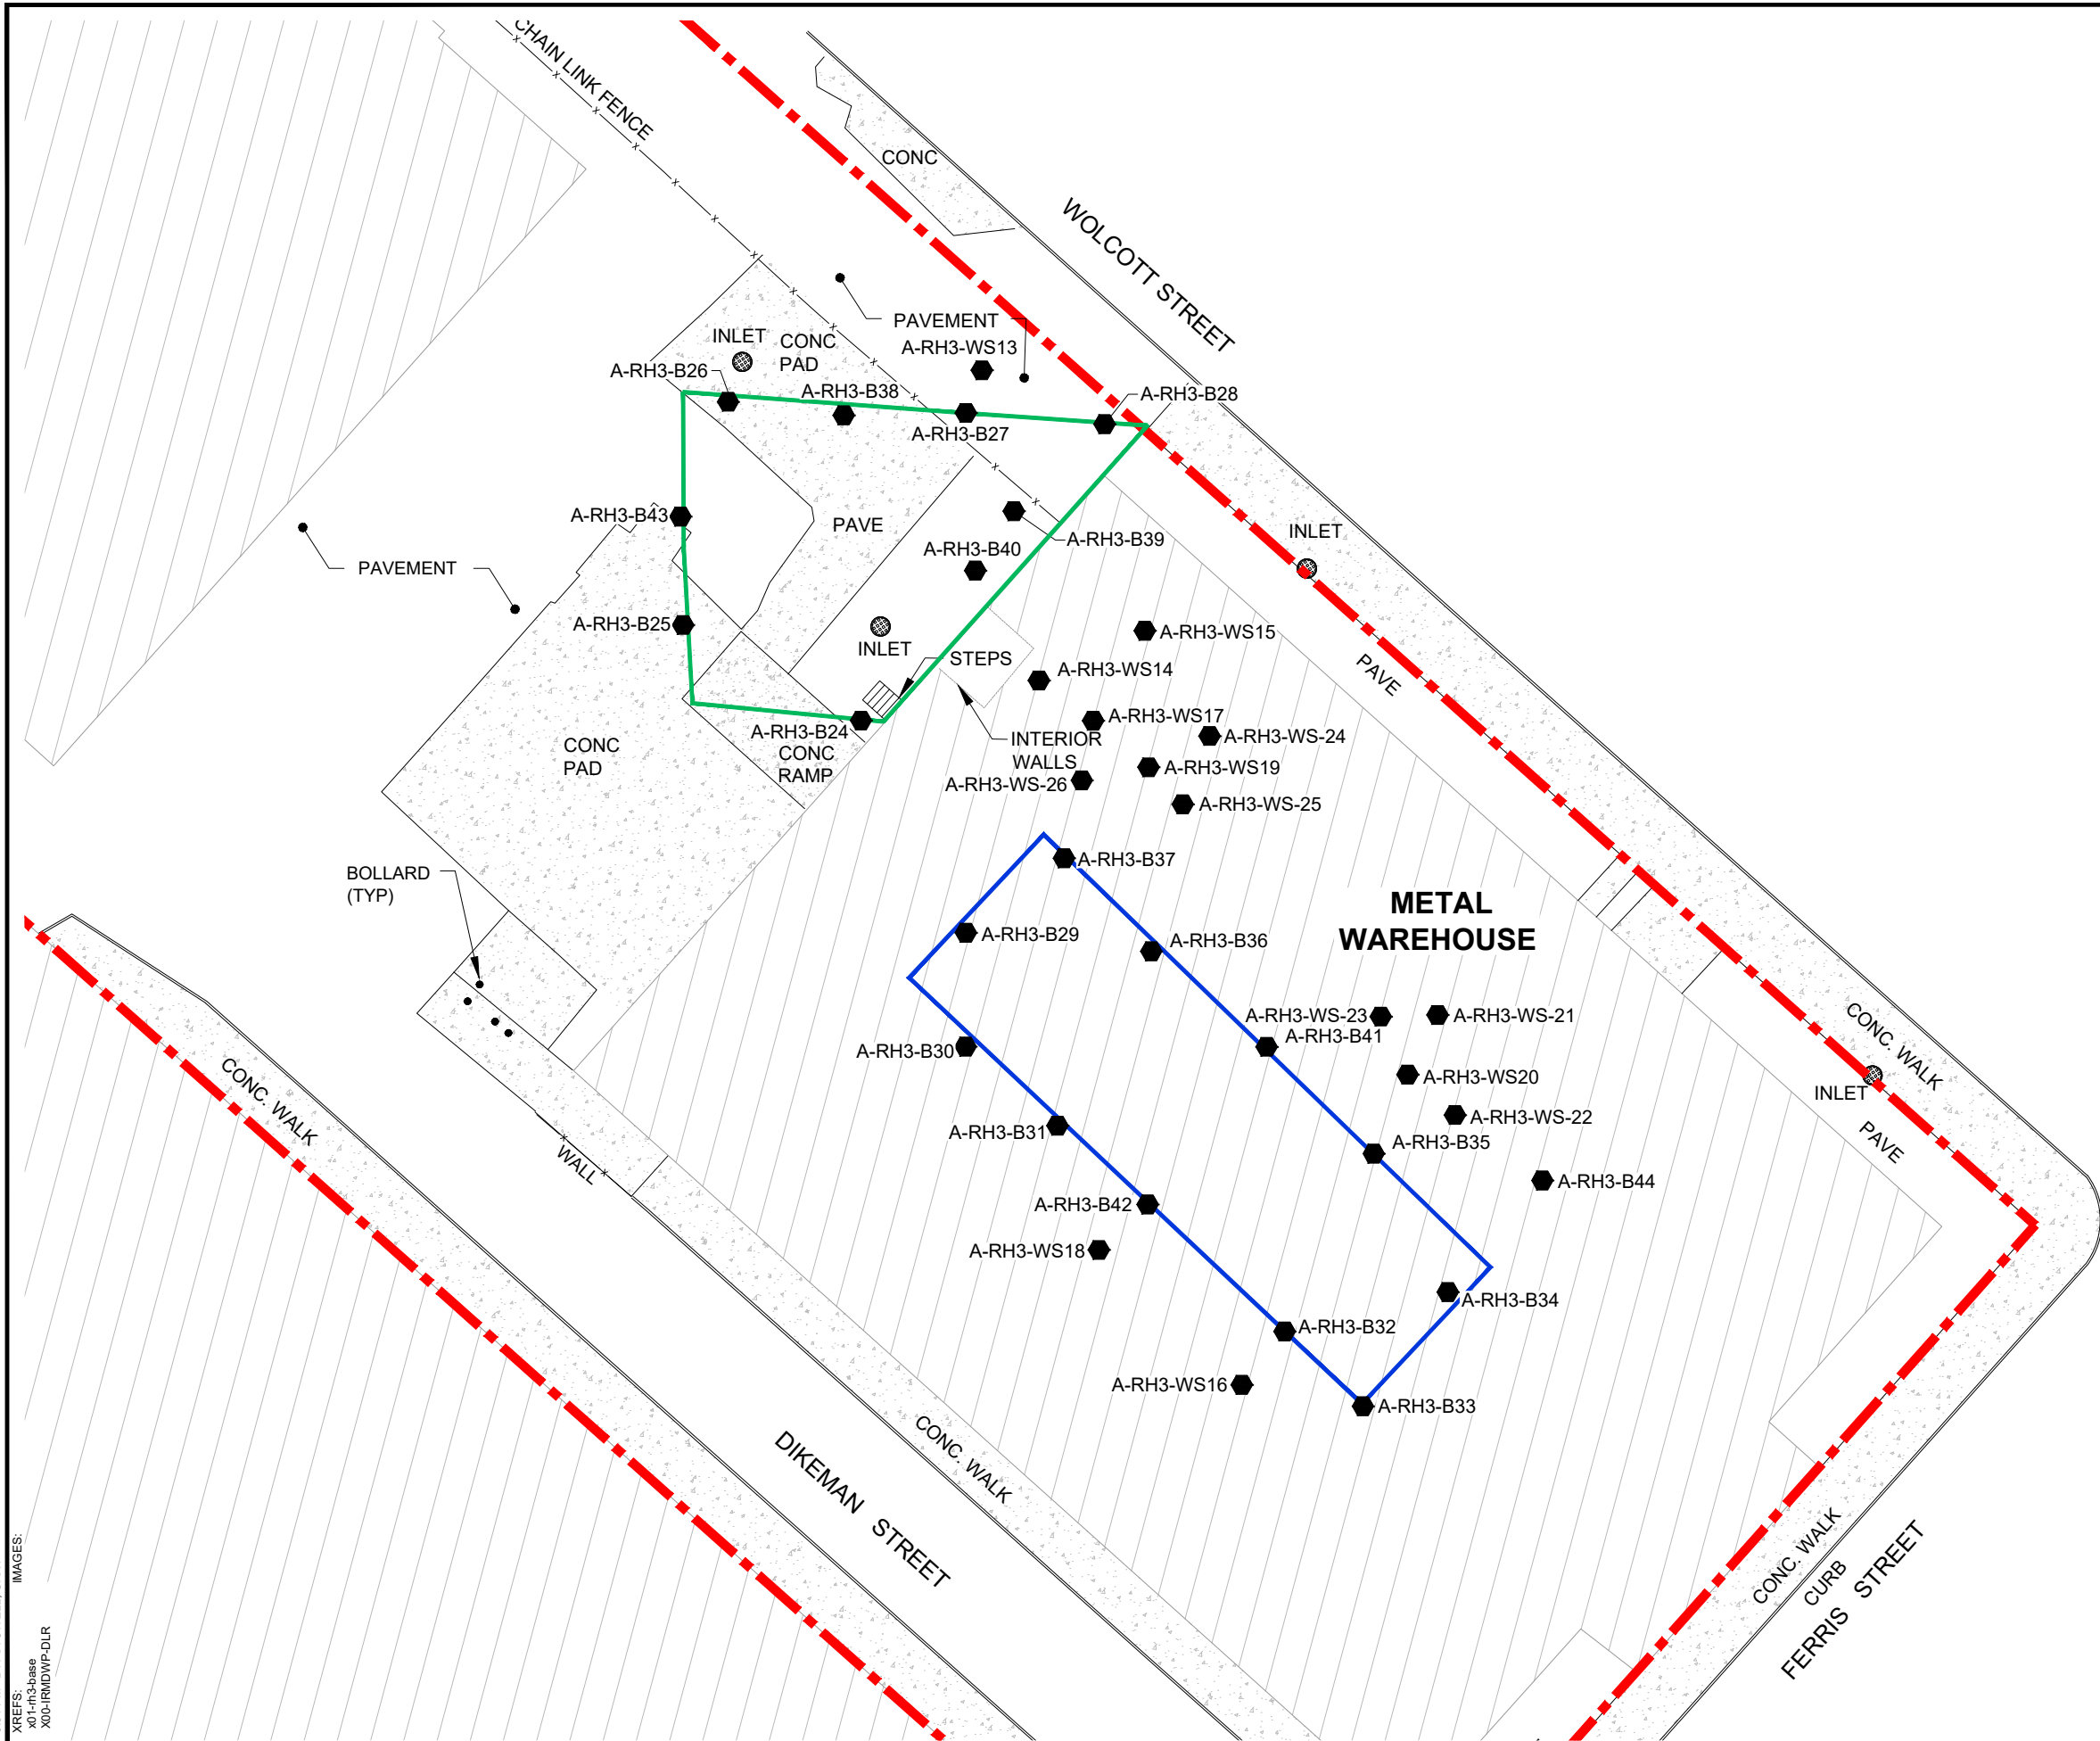 CHAIN LINK FENCE
CONC
WOLCOTT STREET
PAVEMENT
INLET
CONC
PAD
A-RH3-WS13
A-RH3-B26
A-RH3-B38
A-RH3-B28
A-RH3-B27
A-RH3-B43
PAVE
INLET
A-RH3-B39
A-RH3-B40
PAVEMENT
A-RH3-B25
A-RH3-WS15
INLET
STEPS
A-RH3-WS14
PAVE
A-RH3-WS17
A-RH3-B24
INTERIOR
WALLS
A-RH3-WS-24
CONC
PAD
CONC
RAMP
A-RH3-WS19
A-RH3-WS-26
A-RH3-WS-25
A-RH3-B37
BOLLARD
(TYP)
METAL
WAREHOUSE
A-RH3-B29
A-RH3-B36
A-RH3-WS-23
A-RH3-WS-21
A-RH3-B41
CONC. WALK
A-RH3-B30
CONC. WALK
A-RH3-WS20
INLET
A-RH3-WS-22
A-RH3-B31
PAVE
A-RH3-B35
WALL
A-RH3-B44
A-RH3-B42
A-RH3-WS18
A-RH3-B34
A-RH3-B32
A-RH3-WS16
A-RH3-B33
CONC. WALK
DIKEMAN STREET
CONC. WALK
CURB
FERRIS STREET
IMAGES:
XREFS:
x01-rh3-base
X00-IRMDWP-DLR